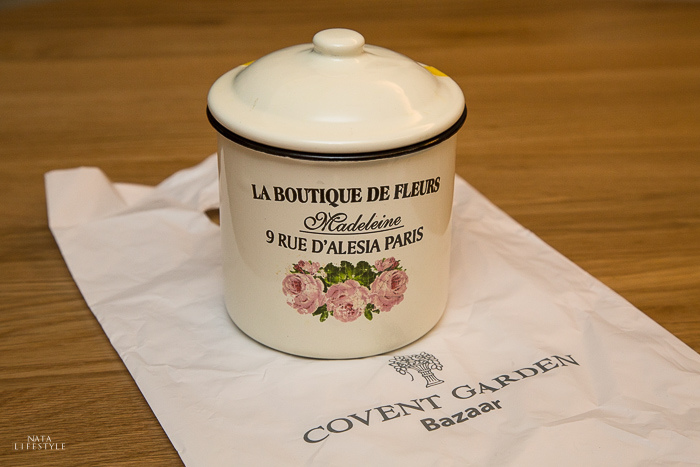 LA BOUTIQUE DE FLEURS
Madeleine
9 RUE D'ALESIA PARIS
COVENT GARDEN
Bazaar
NATA
LIFESTYLE